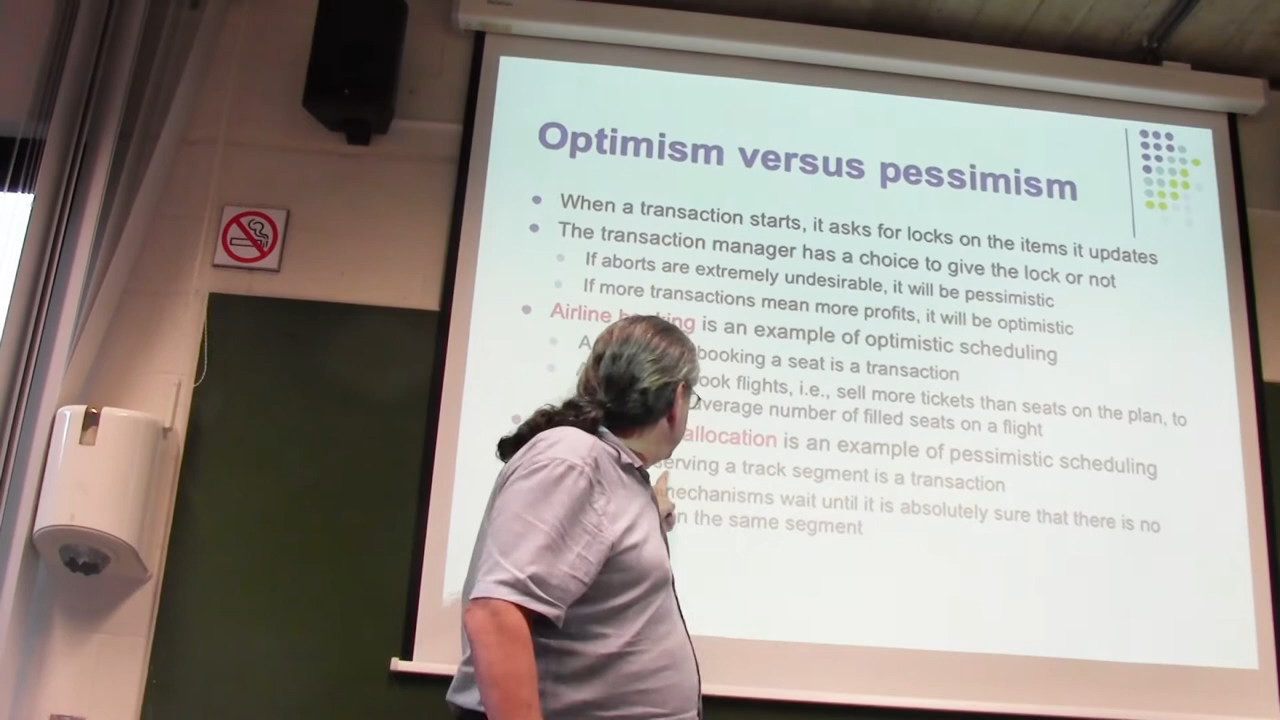 Optimism versus pessimism
When a transaction starts, it asks for locks on the items it updates
The transaction manager has a choice to give the lock or not
If aborts are extremely undesirable, it will be pessimistic
If more transactions mean more profits, it will be optimistic
Airline booking is an example of optimistic scheduling
booking a seat is a transaction
flights, i.e., sell more tickets than seats on the plan, to
average number of filled seats on a flight
allocation is an example of pessimistic scheduling
a track segment is a transaction
mechanisms wait until it is absolutely sure that there is no
the same segment